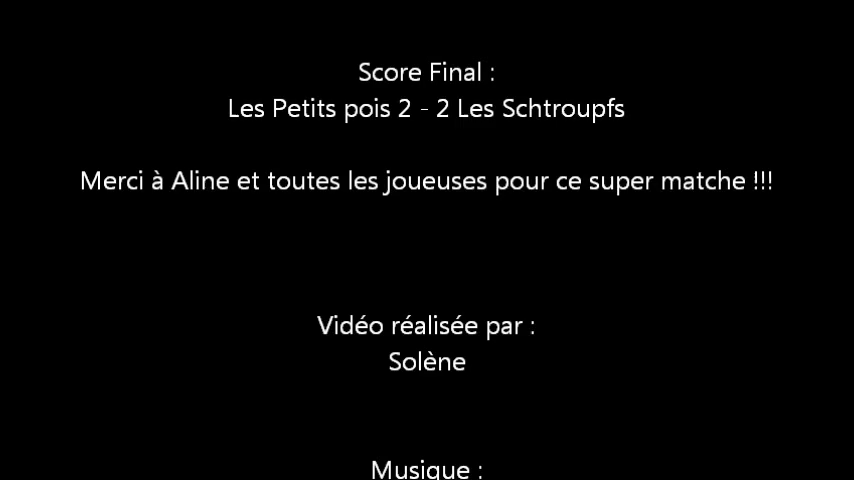 Score Final :
Les Petits pois 2 - 2 Les Schtroupfs
Merci à Aline et toutes les joueuses pour ce super matche !!!
Vidéo réalisée par :
Solène
Musique :